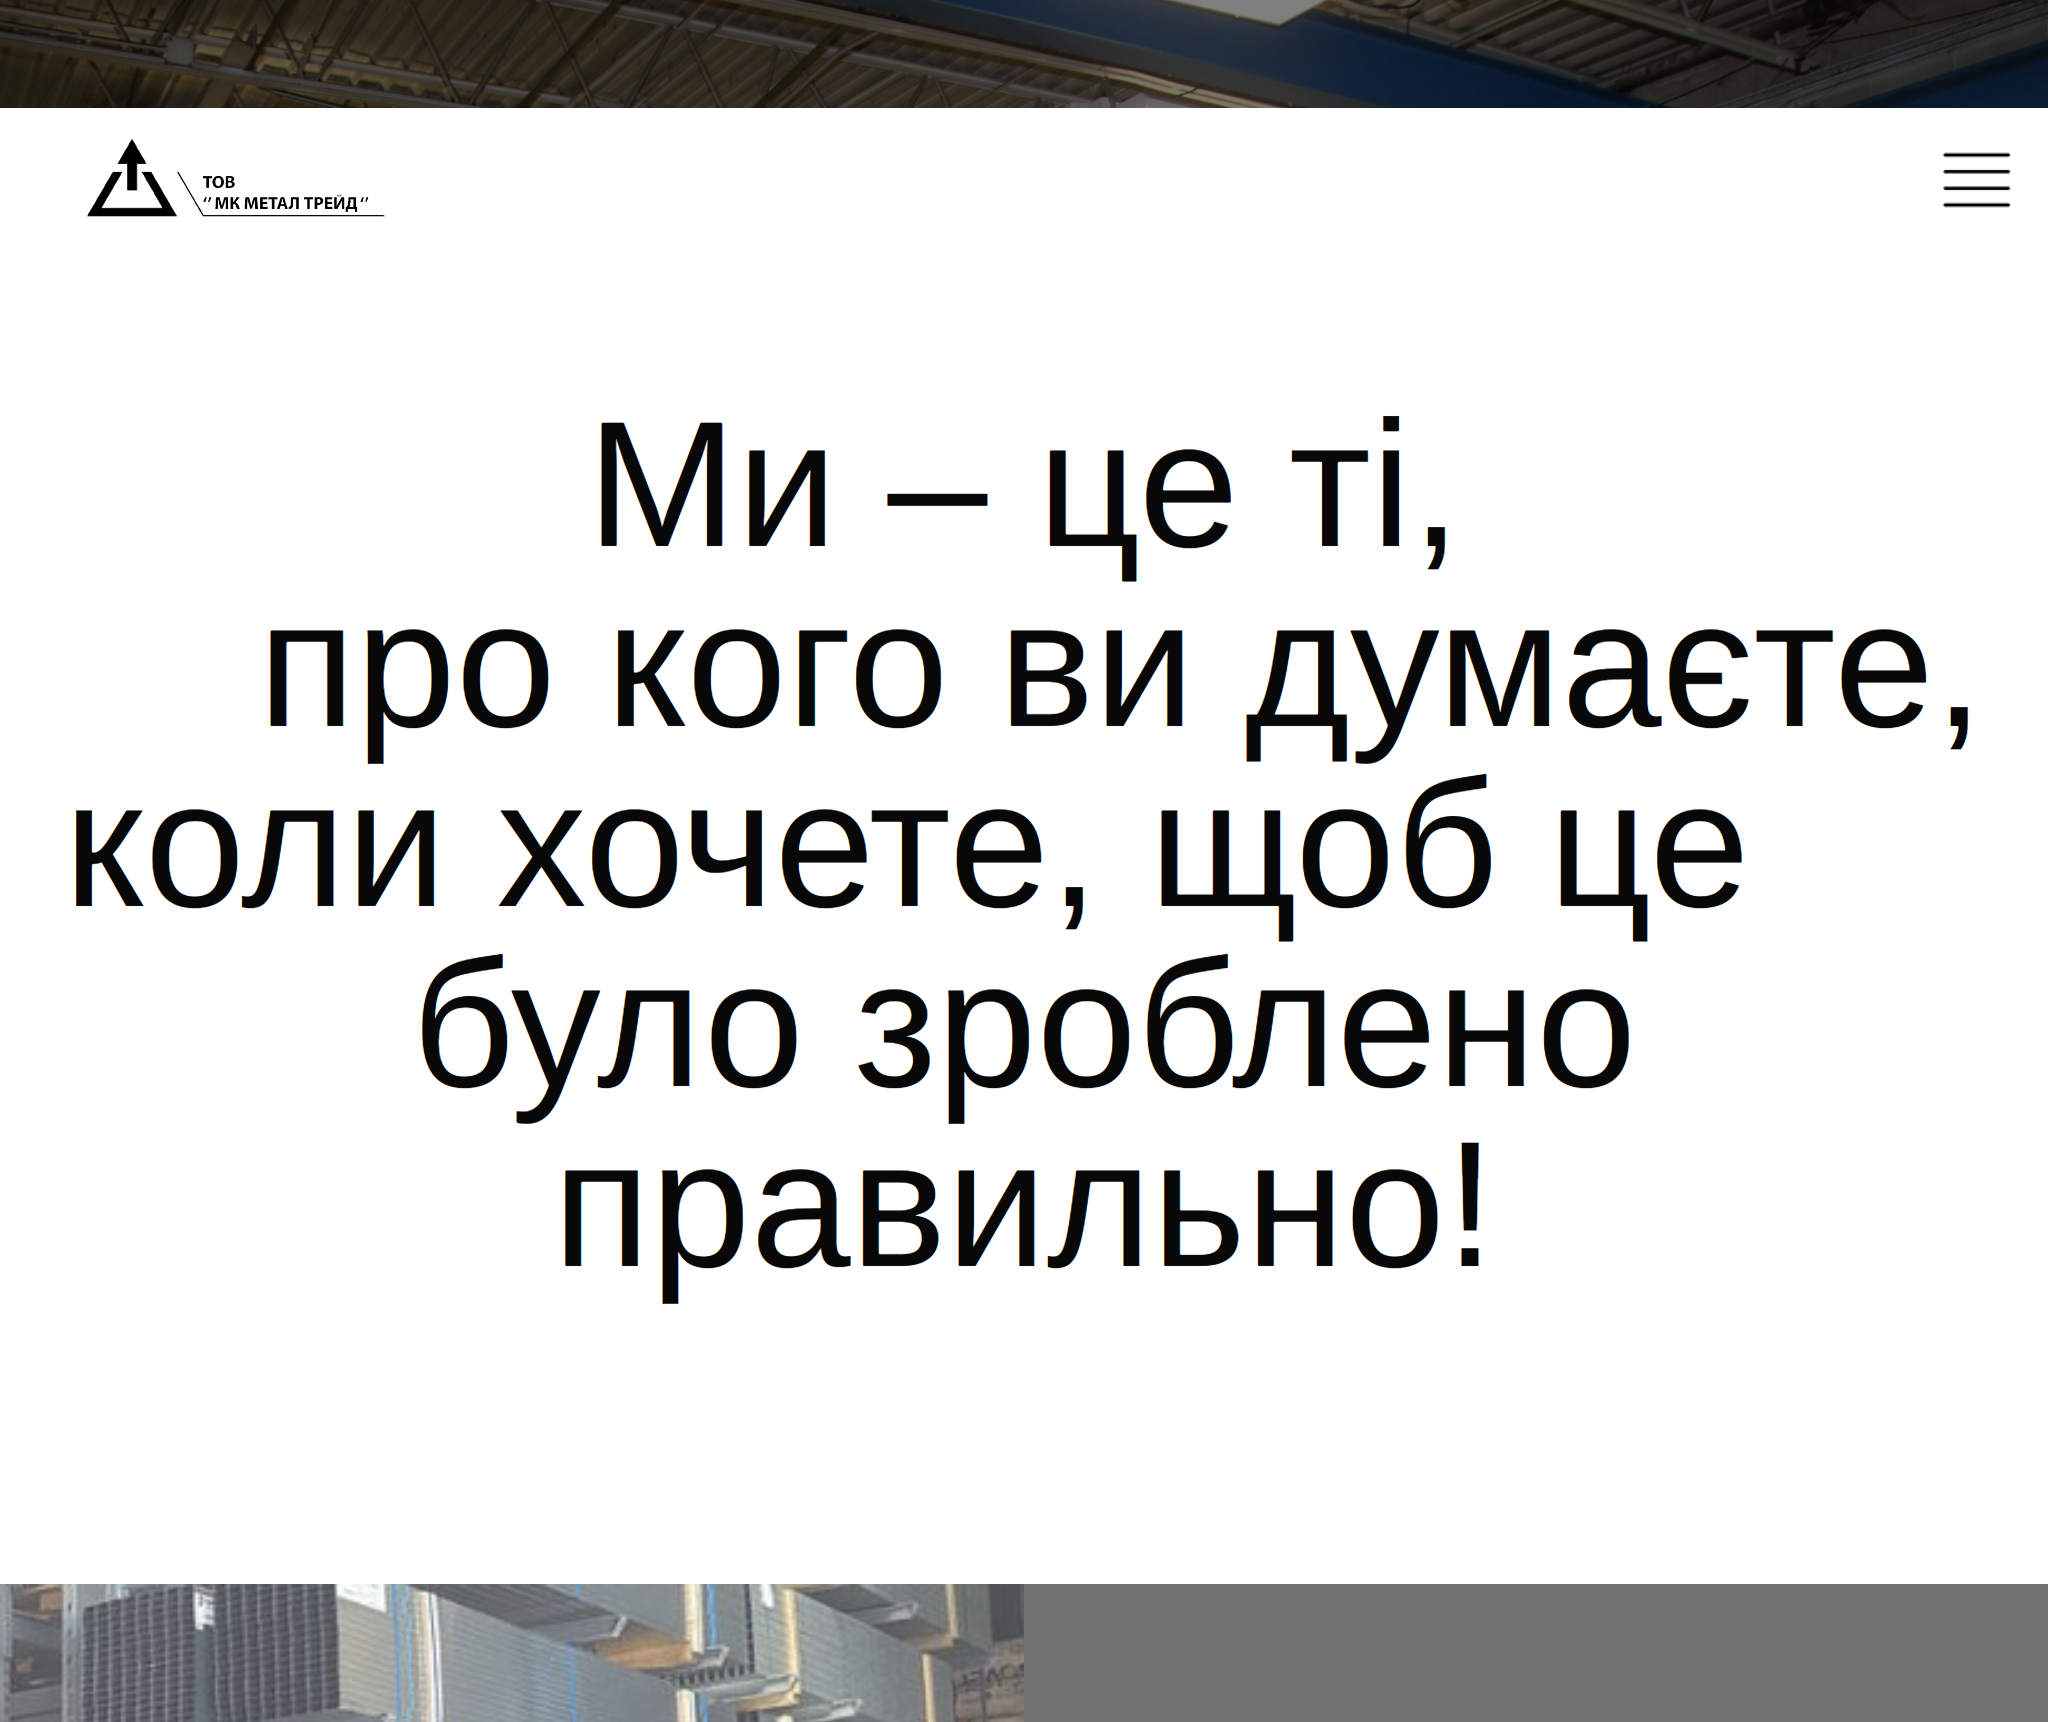 ТОВ
“ МК МЕТАЛ ТРЕЙД ”
Ми – це ті,
про кого ви думаєте,
коли хочете, щоб це
було зроблено
правильно!